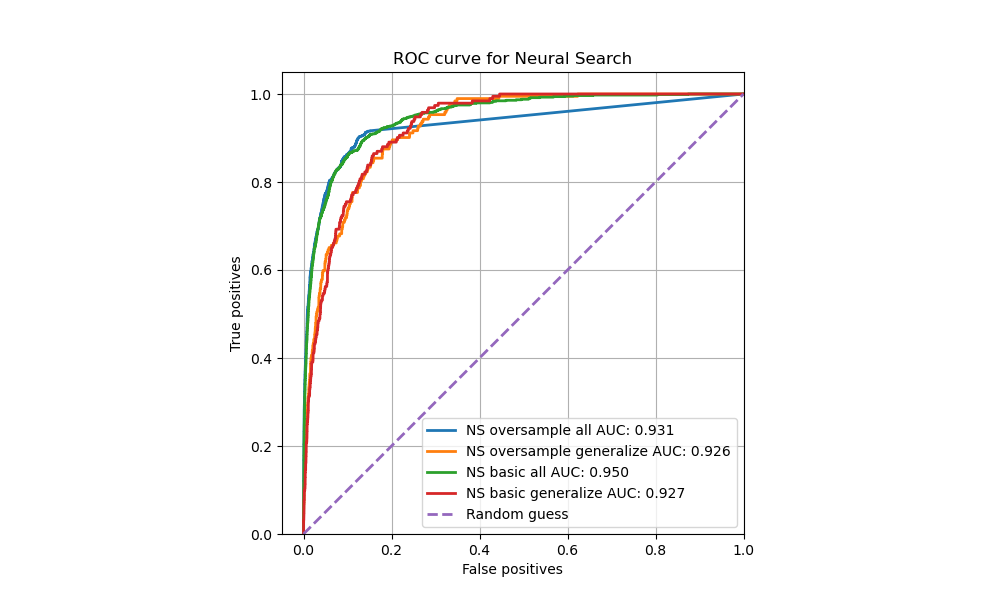 ROC curve for Neural Search
True positives
1.0
0.8
0.6
0.4
0.2
0.0
NS oversample all AUC: 0.931
NS oversample generalize AUC: 0.926
NS basic all AUC: 0.950
NS basic generalize AUC: 0.927
Random guess
0.0 0.2 0.4 0.6 0.8 1.0
False positives